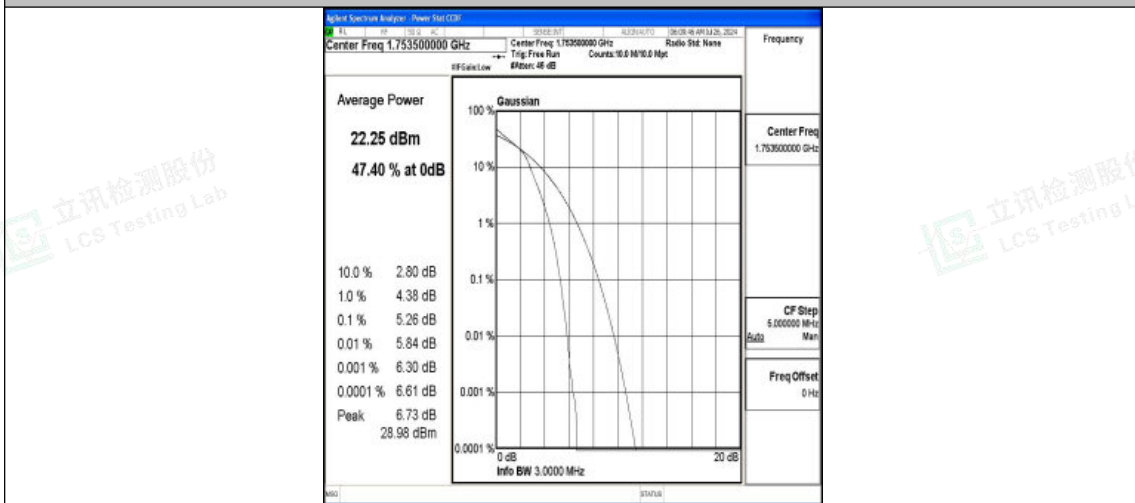 Agilent Spectrum Analyzer - Power Stat CCDF
RL RF 50 Ω AC SENSE:INT ALIGNAUTO
Center Freq 1.753500000 GHz
Center Freq: 1.753500000 GHz Radio Std: None
Trig: Free Run Counts:10.0 M/10.0 Mpt
#IFGain:Low #Atten: 46 dB
Frequency
Average Power
22.25 dBm
47.40 % at 0dB
10.0 % 2.80 dB
1.0 % 4.38 dB
0.1 % 5.26 dB
0.01 % 5.84 dB
0.001 % 6.30 dB
0.0001 % 6.61 dB
Peak 6.73 dB
28.98 dBm
Gaussian
100 %
10 %
1 %
0.1 %
0.01 %
0.001 %
0.0001 %
0 dB 20 dB
Info BW 3.0000 MHz
Center Freq
1.753500000 GHz
CF Step
5.000000 MHz
Auto Man
Freq Offset
0 Hz
MSG STATUS
立讯检测股份
LCS Testing Lab
立讯检测股份
LCS Testing L